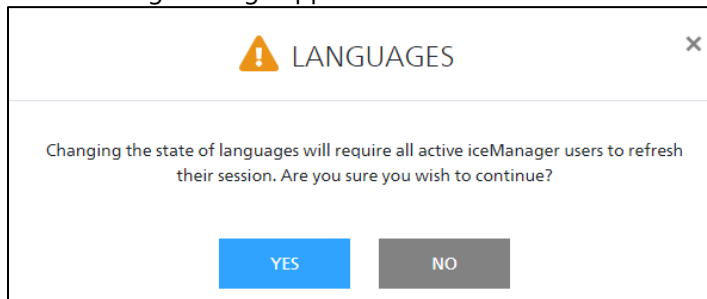 LANGUAGES
Changing the state of languages will require all active iceManager users to refresh
their session. Are you sure you wish to continue?
YES
NO